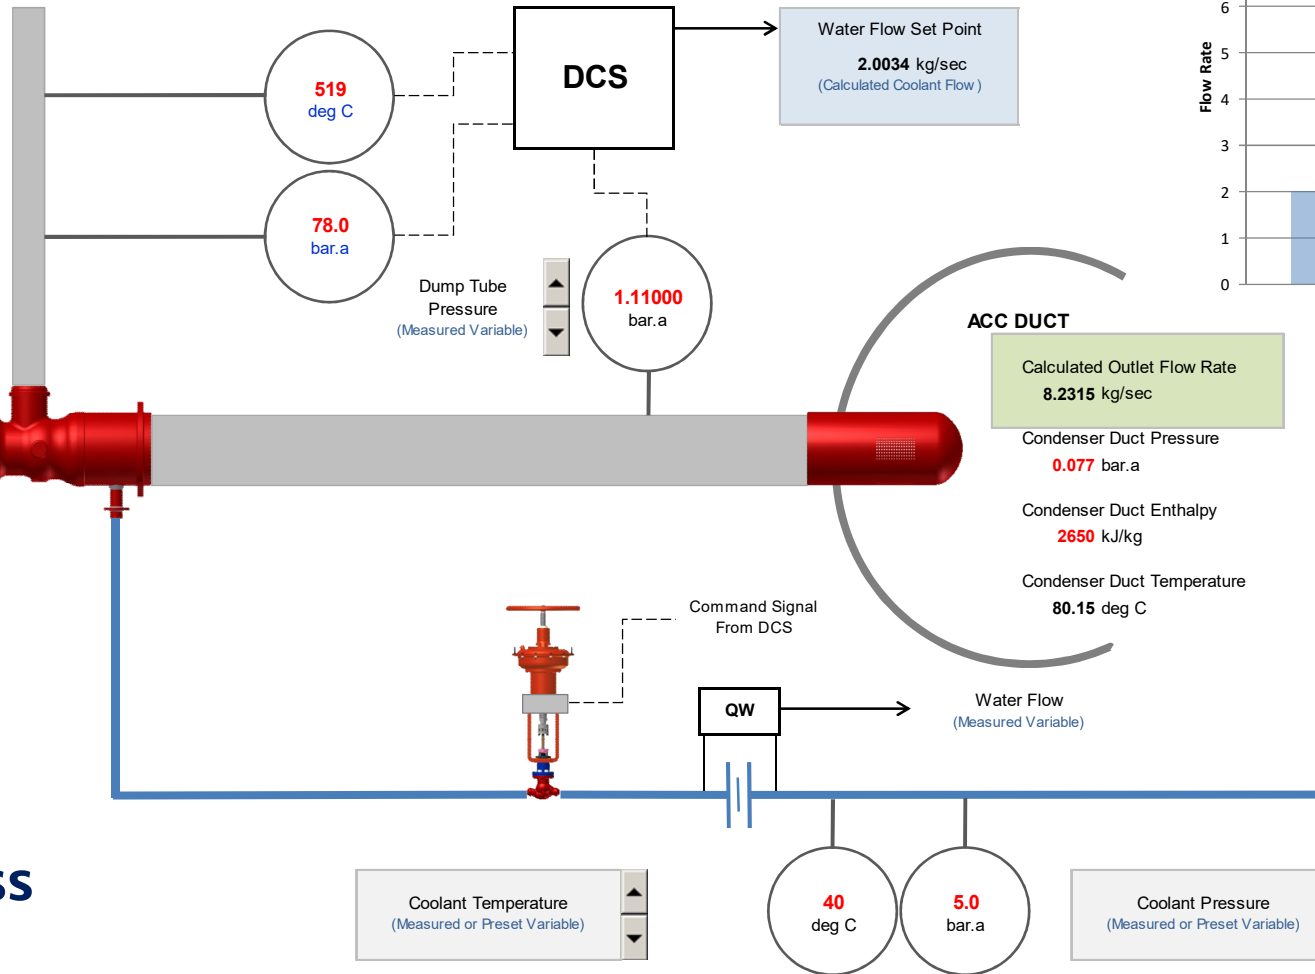 519
deg C
78.0
bar.a
DCS
Water Flow Set Point
2.0034 kg/sec
(Calculated Coolant Flow)
Flow Rate
6
5
4
3
2
1
0
Dump Tube
Pressure
(Measured Variable)
1.11000
bar.a
ACC DUCT
Calculated Outlet Flow Rate
8.2315 kg/sec
Condenser Duct Pressure
0.077 bar.a
Condenser Duct Enthalpy
2650 kJ/kg
Condenser Duct Temperature
80.15 deg C
Command Signal
From DCS
QW
Water Flow
(Measured Variable)
ss
Coolant Temperature
(Measured or Preset Variable)
40
deg C
5.0
bar.a
Coolant Pressure
(Measured or Preset Variable)